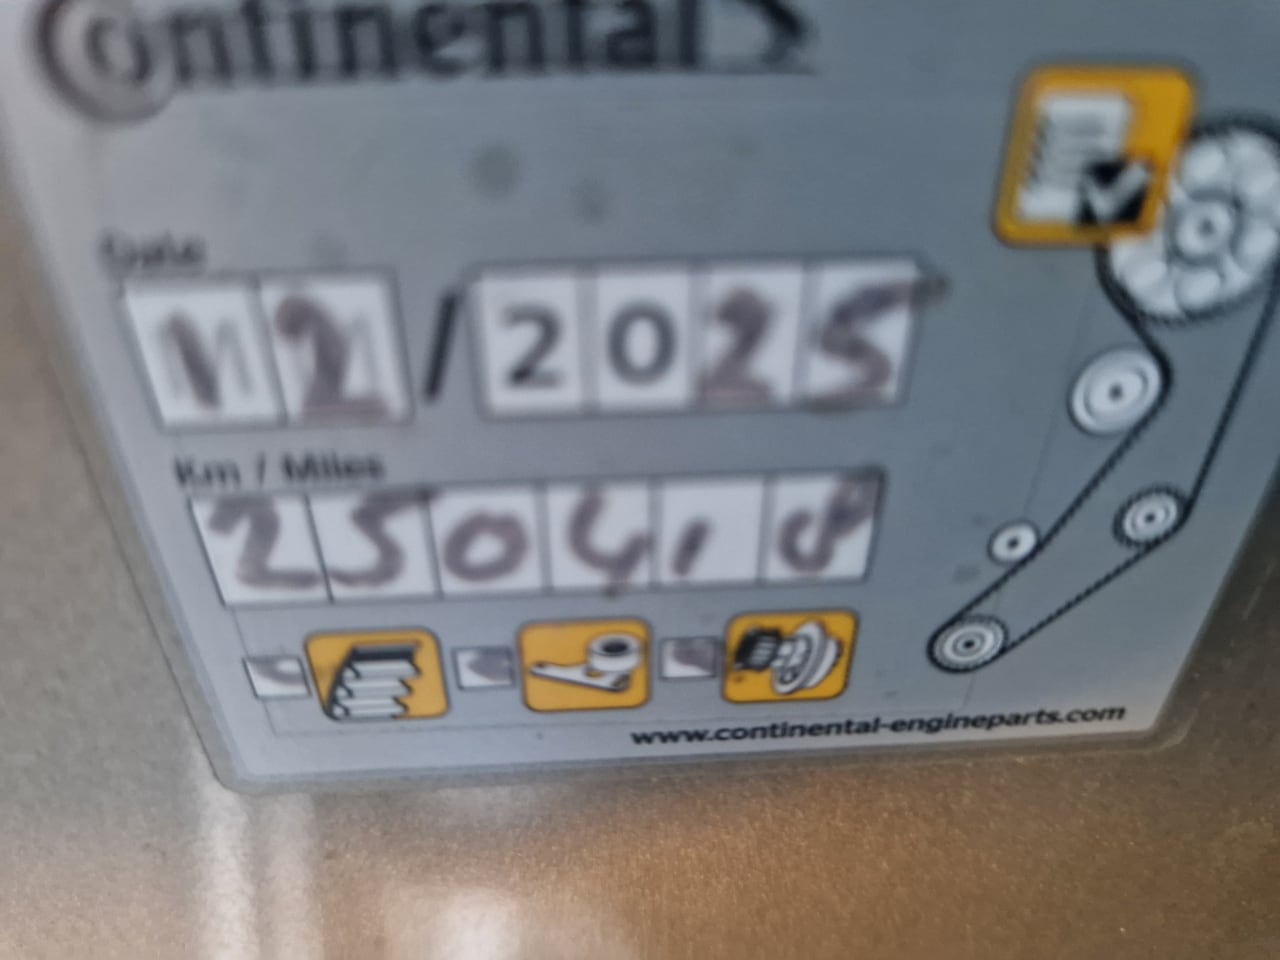 Continental
Date
12/2025
Km / Miles
250418
www.continental-engineparts.com